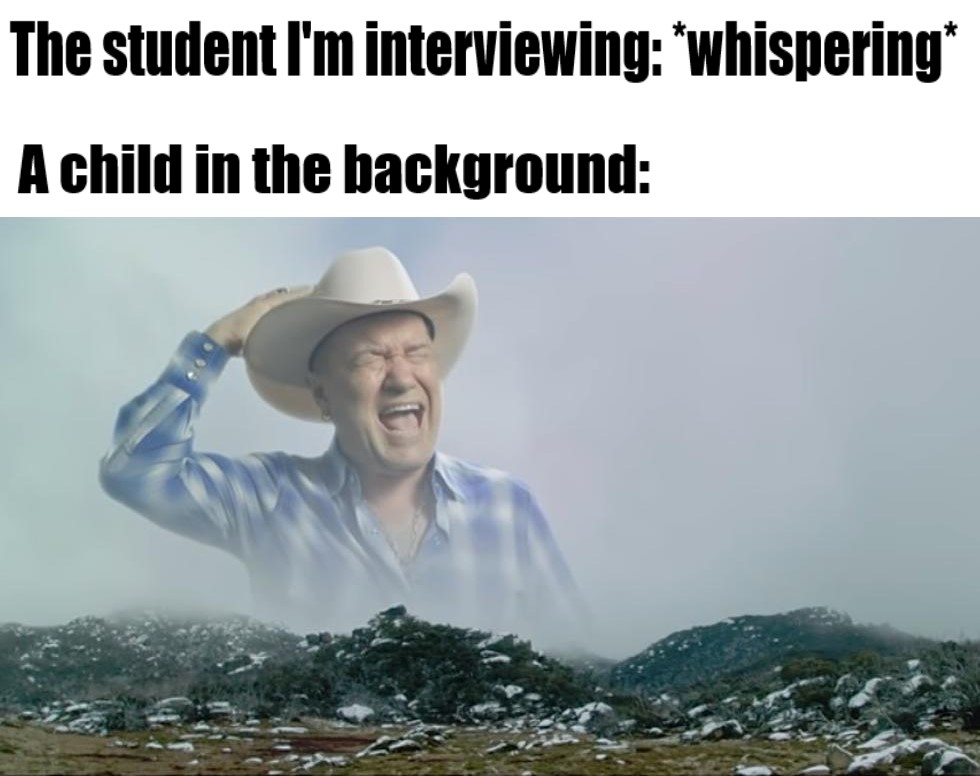 The student I'm interviewing: *whispering*
A child in the background: